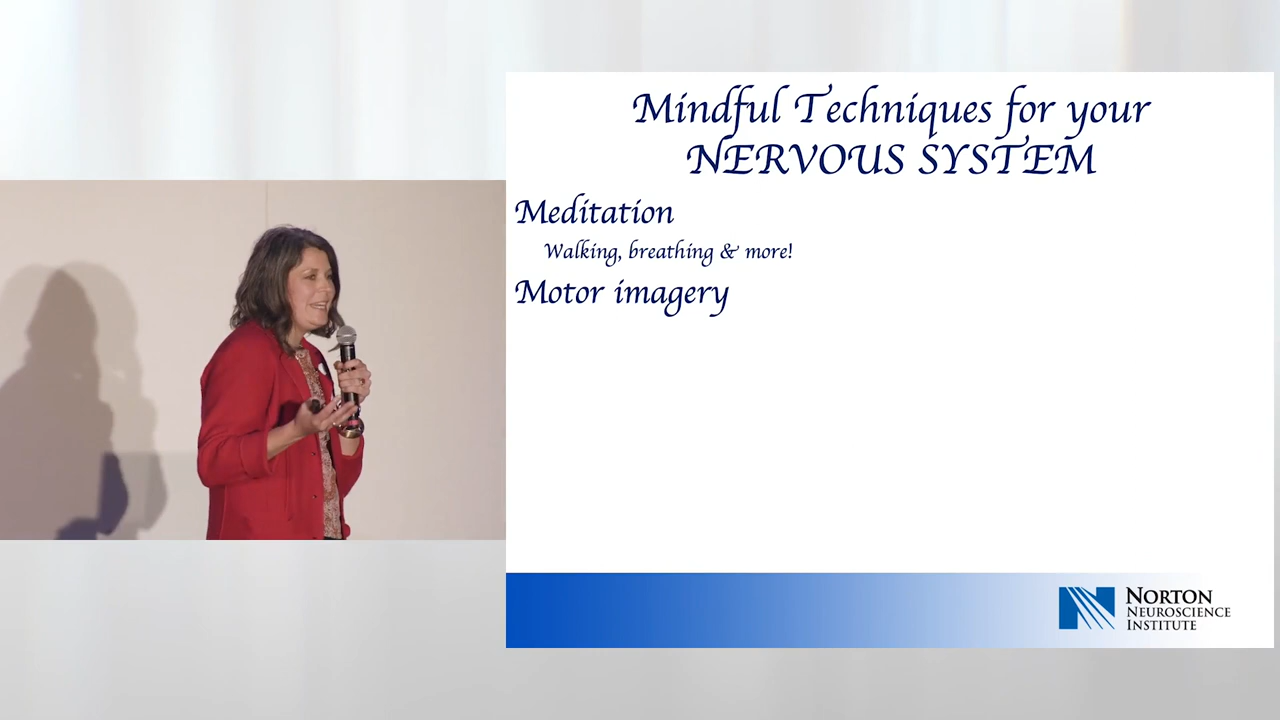 Mindful Techniques for your
NERVOUS SYSTEM
Meditation
Walking, breathing & more!
Motor imagery
NORTON
NEUROSCIENCE
INSTITUTE